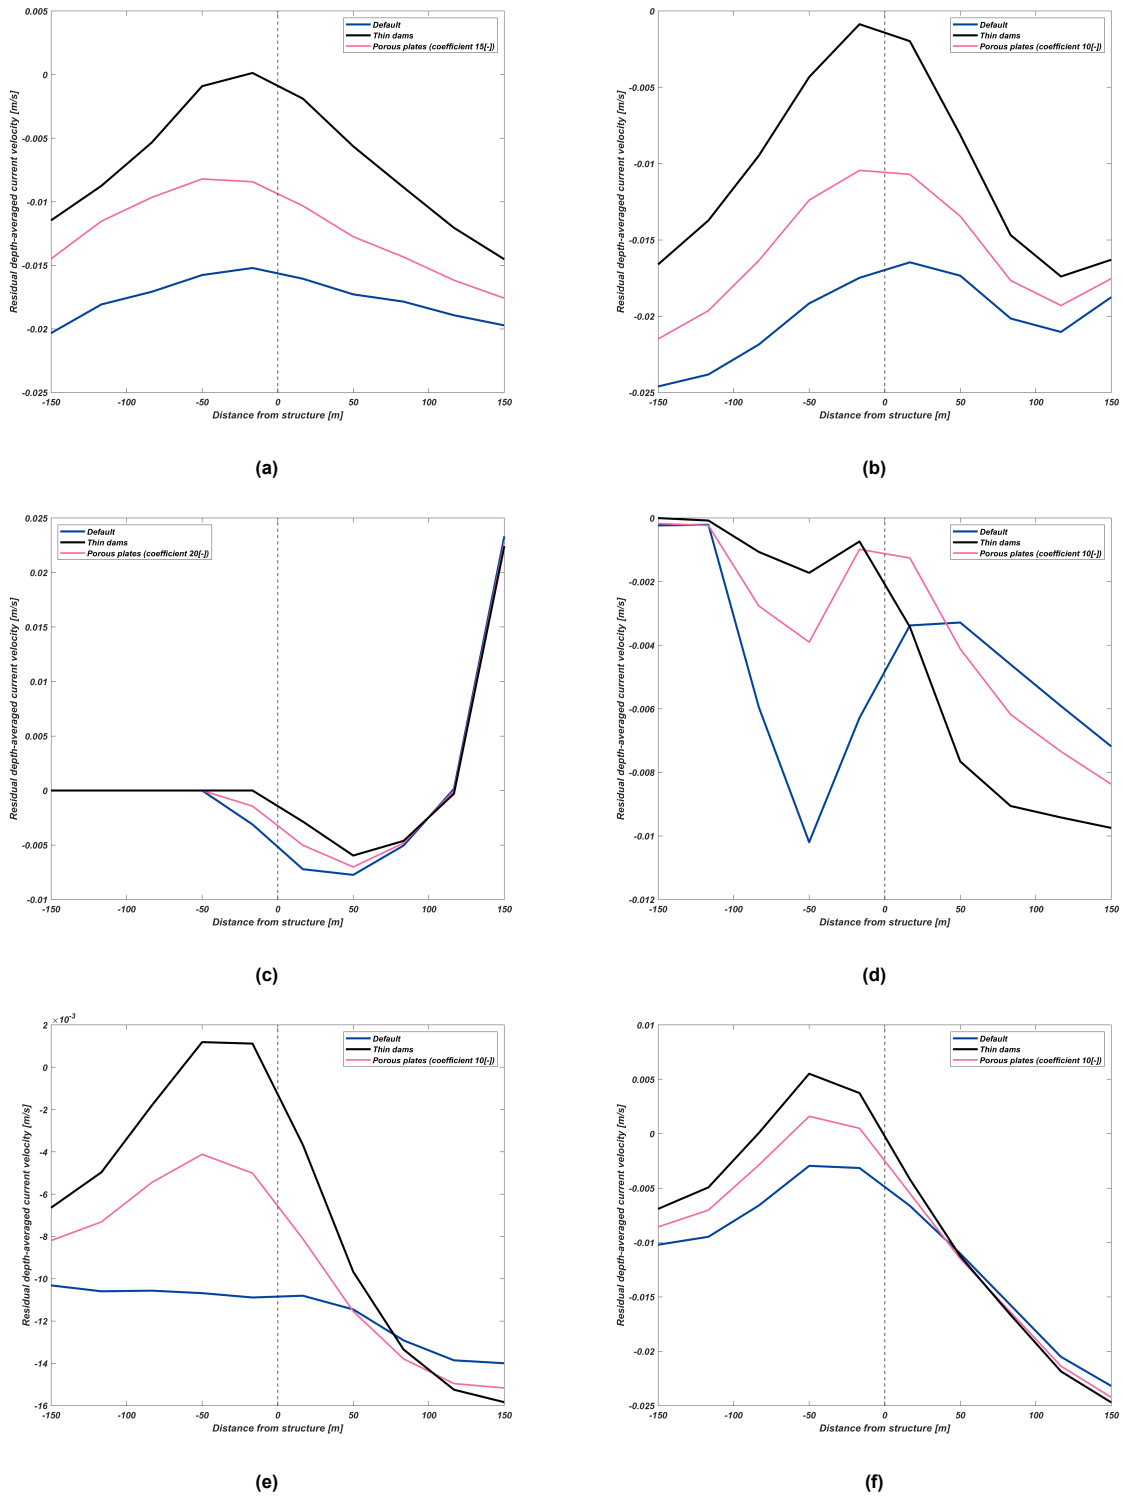 0.005
0
-0.005
-0.01
-0.015
-0.02
-0.025
Residual depth-averaged current velocity [m/s]
Default
Thin dams
Porous plates (coefficient 15[-])
-150 -100 -50 0 50 100 150
Distance from structure [m]
(a)
0
-0.005
-0.01
-0.015
-0.02
-0.025
Residual depth-averaged current velocity [m/s]
Default
Thin dams
Porous plates (coefficient 10[-])
-150 -100 -50 0 50 100 150
Distance from structure [m]
(b)
0.025
0.02
0.015
0.01
0.005
0
-0.005
-0.01
Residual depth-averaged current velocity [m/s]
Default
Thin dams
Porous plates (coefficient 20[-])
-150 -100 -50 0 50 100 150
Distance from structure [m]
(c)
0
-0.002
-0.004
-0.006
-0.008
-0.01
-0.012
Residual depth-averaged current velocity [m/s]
Default
Thin dams
Porous plates (coefficient 10[-])
-150 -100 -50 0 50 100 150
Distance from structure [m]
(d)
×10⁻³
2
0
-2
-4
-6
-8
-10
-12
-14
-16
Residual depth-averaged current velocity [m/s]
Default
Thin dams
Porous plates (coefficient 10[-])
-150 -100 -50 0 50 100 150
Distance from structure [m]
(e)
0.01
0.005
0
-0.005
-0.01
-0.015
-0.02
-0.025
Residual depth-averaged current velocity [m/s]
Default
Thin dams
Porous plates (coefficient 10[-])
-150 -100 -50 0 50 100 150
Distance from structure [m]
(f)